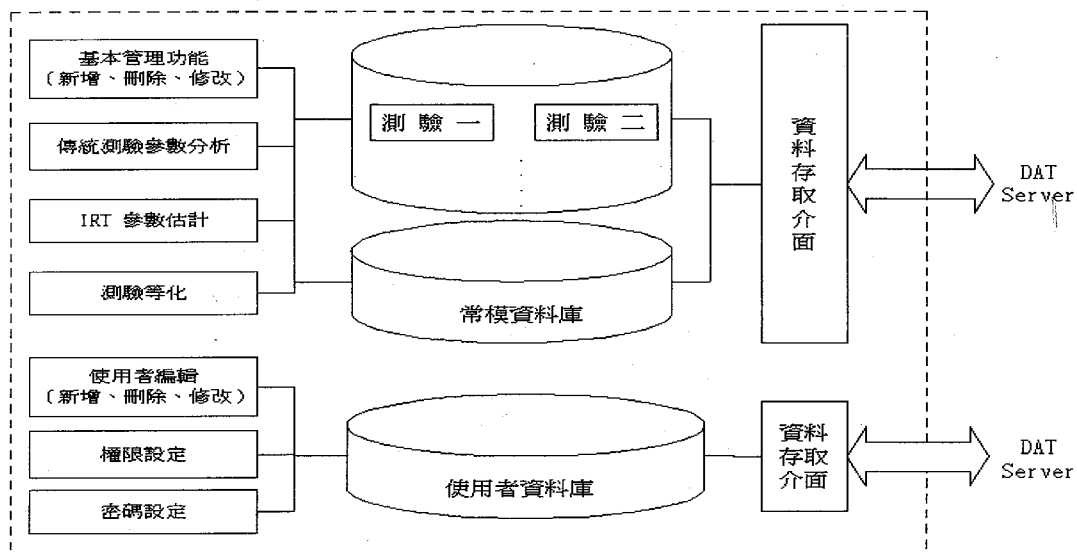 基本管理功能
（新增、刪除、修改）
傳統測驗參數分析
IRT 參數估計
測驗等化
測驗一
測驗二
常模資料庫
資料存取介面
DAT
Server
使用者編輯
（新增、刪除、修改）
權限設定
密碼設定
使用者資料庫
資料
存取
介面
DAT
Server